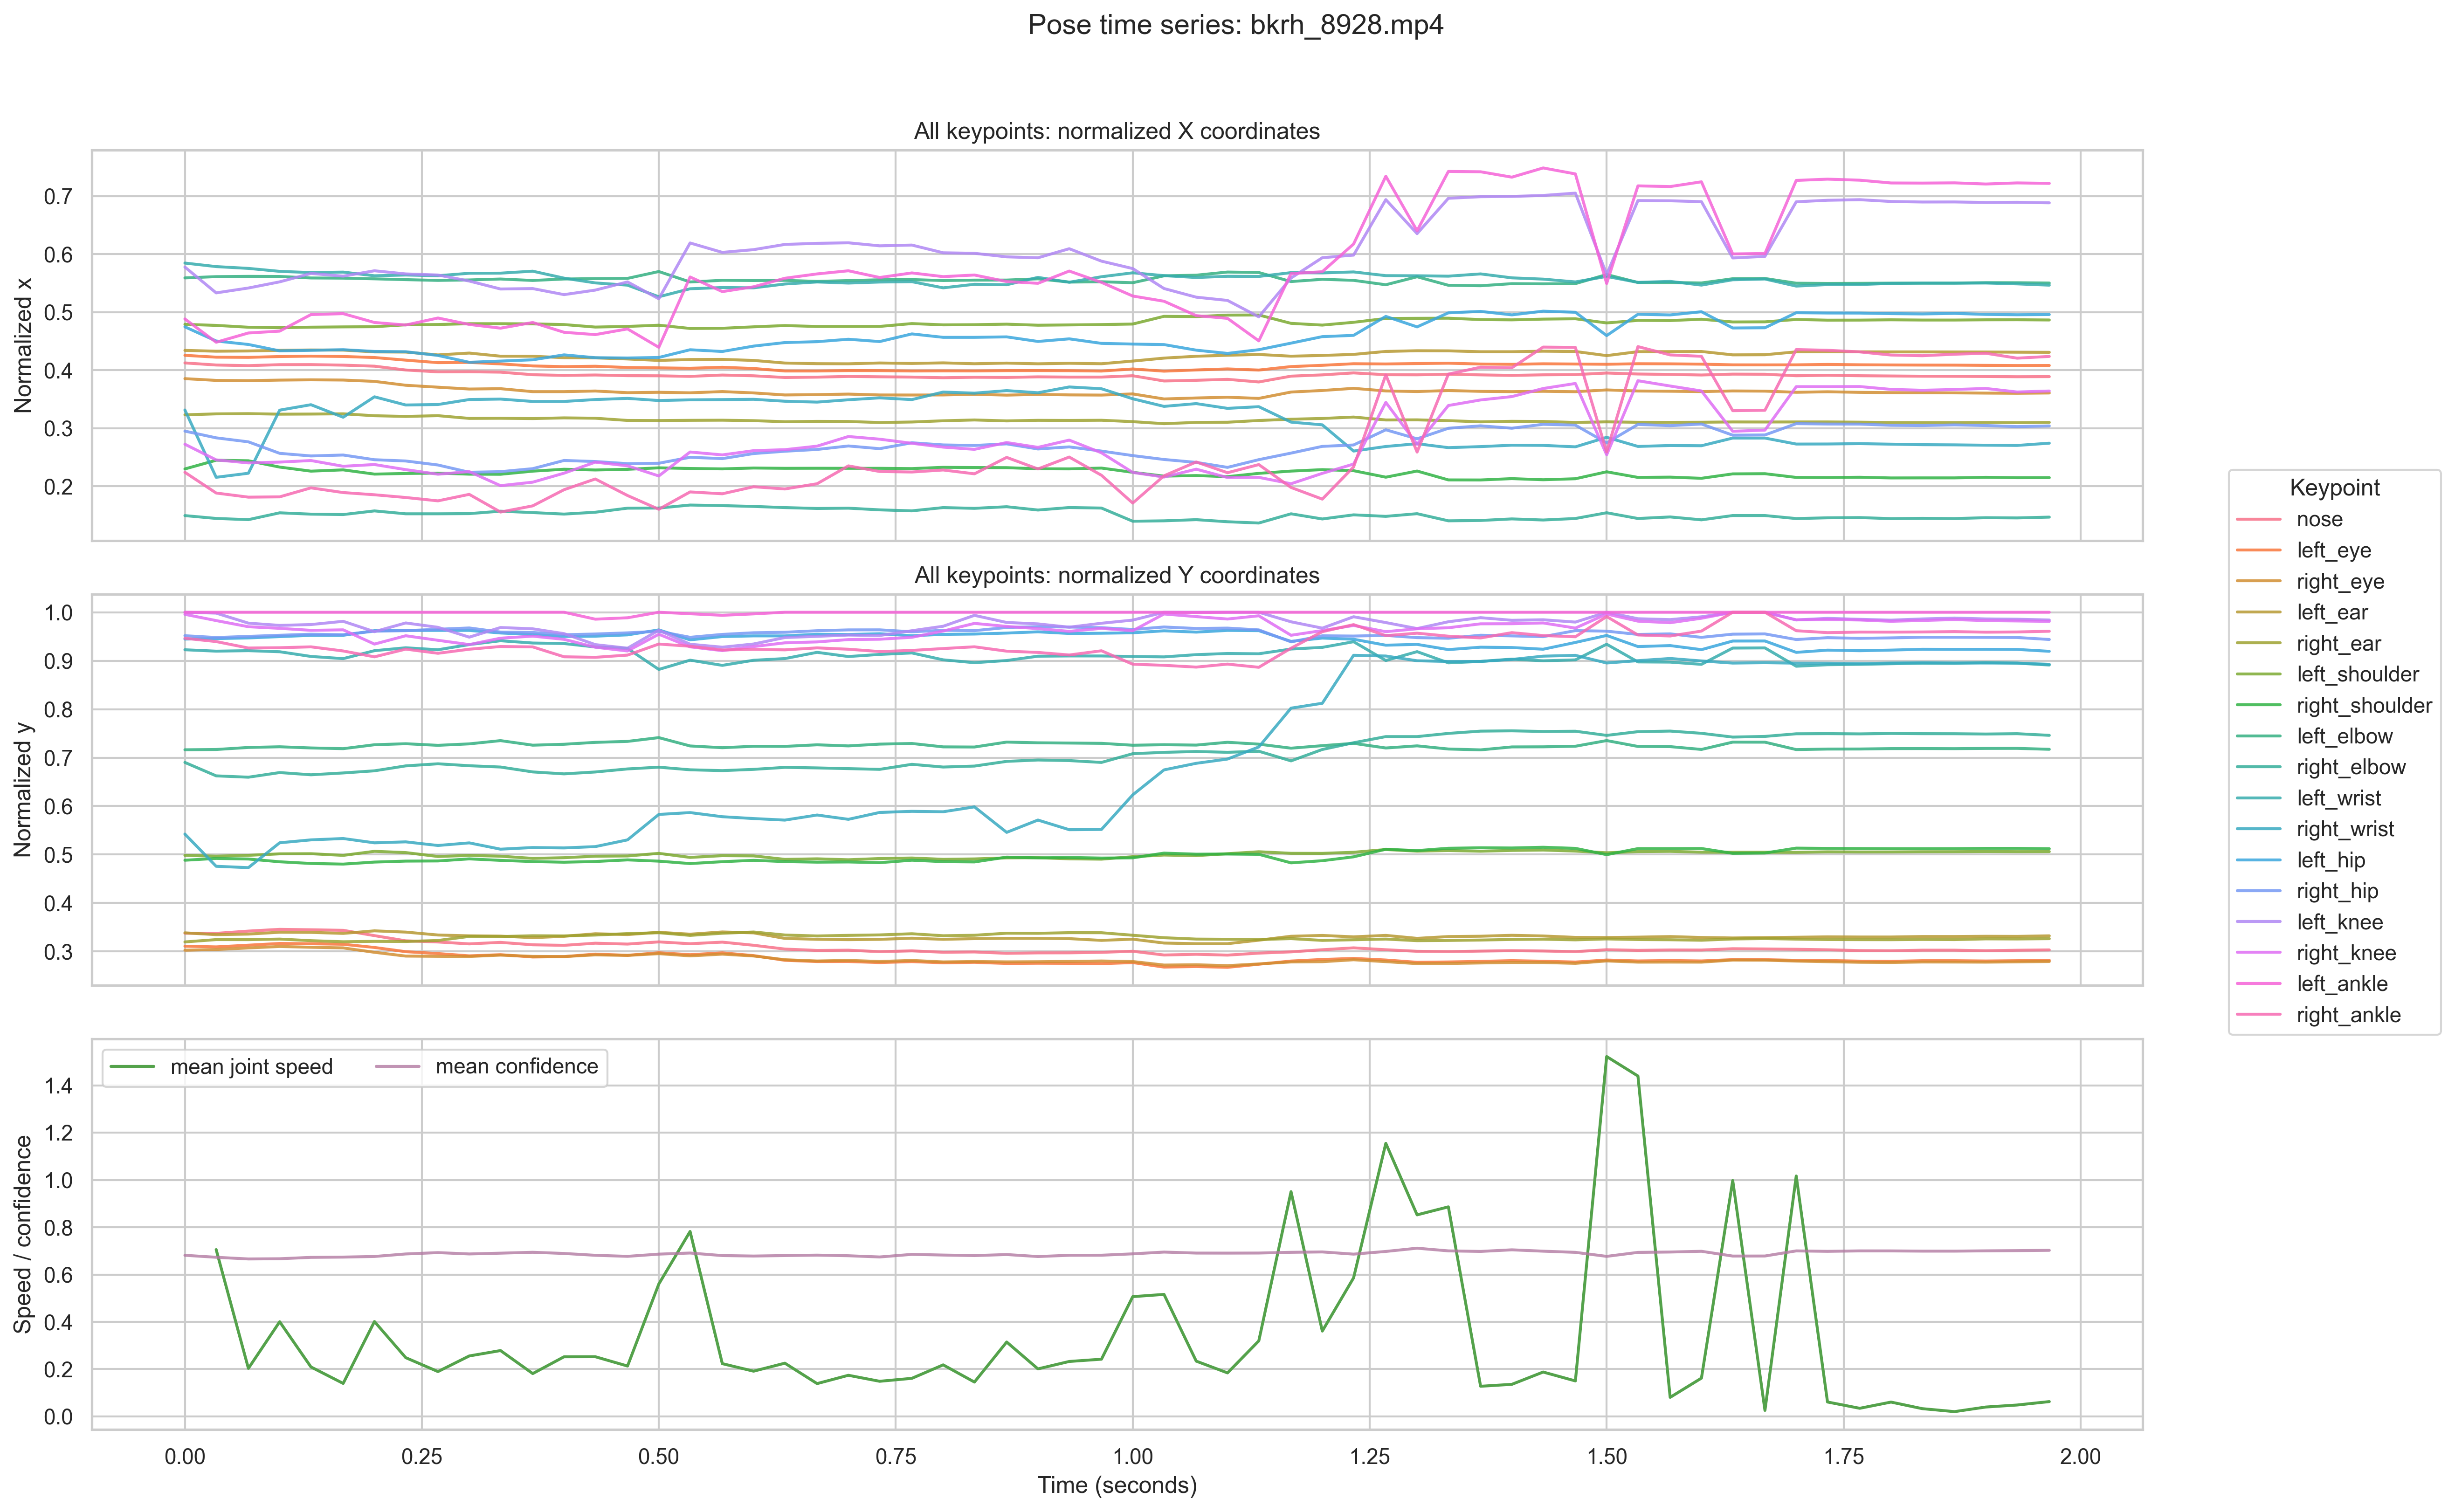 Pose time series: bkrh_8928.mp4
All keypoints: normalized X coordinates
Normalized x
0.7
0.6
0.5
0.4
0.3
0.2
All keypoints: normalized Y coordinates
Normalized y
1.0
0.9
0.8
0.7
0.6
0.5
0.4
0.3
Keypoint
nose
left_eye
right_eye
left_ear
right_ear
left_shoulder
right_shoulder
left_elbow
right_elbow
left_wrist
right_wrist
left_hip
right_hip
left_knee
right_knee
left_ankle
right_ankle
mean joint speed
mean confidence
Speed / confidence
1.4
1.2
1.0
0.8
0.6
0.4
0.2
0.0
0.00 0.25 0.50 0.75 1.00 1.25 1.50 1.75 2.00
Time (seconds)